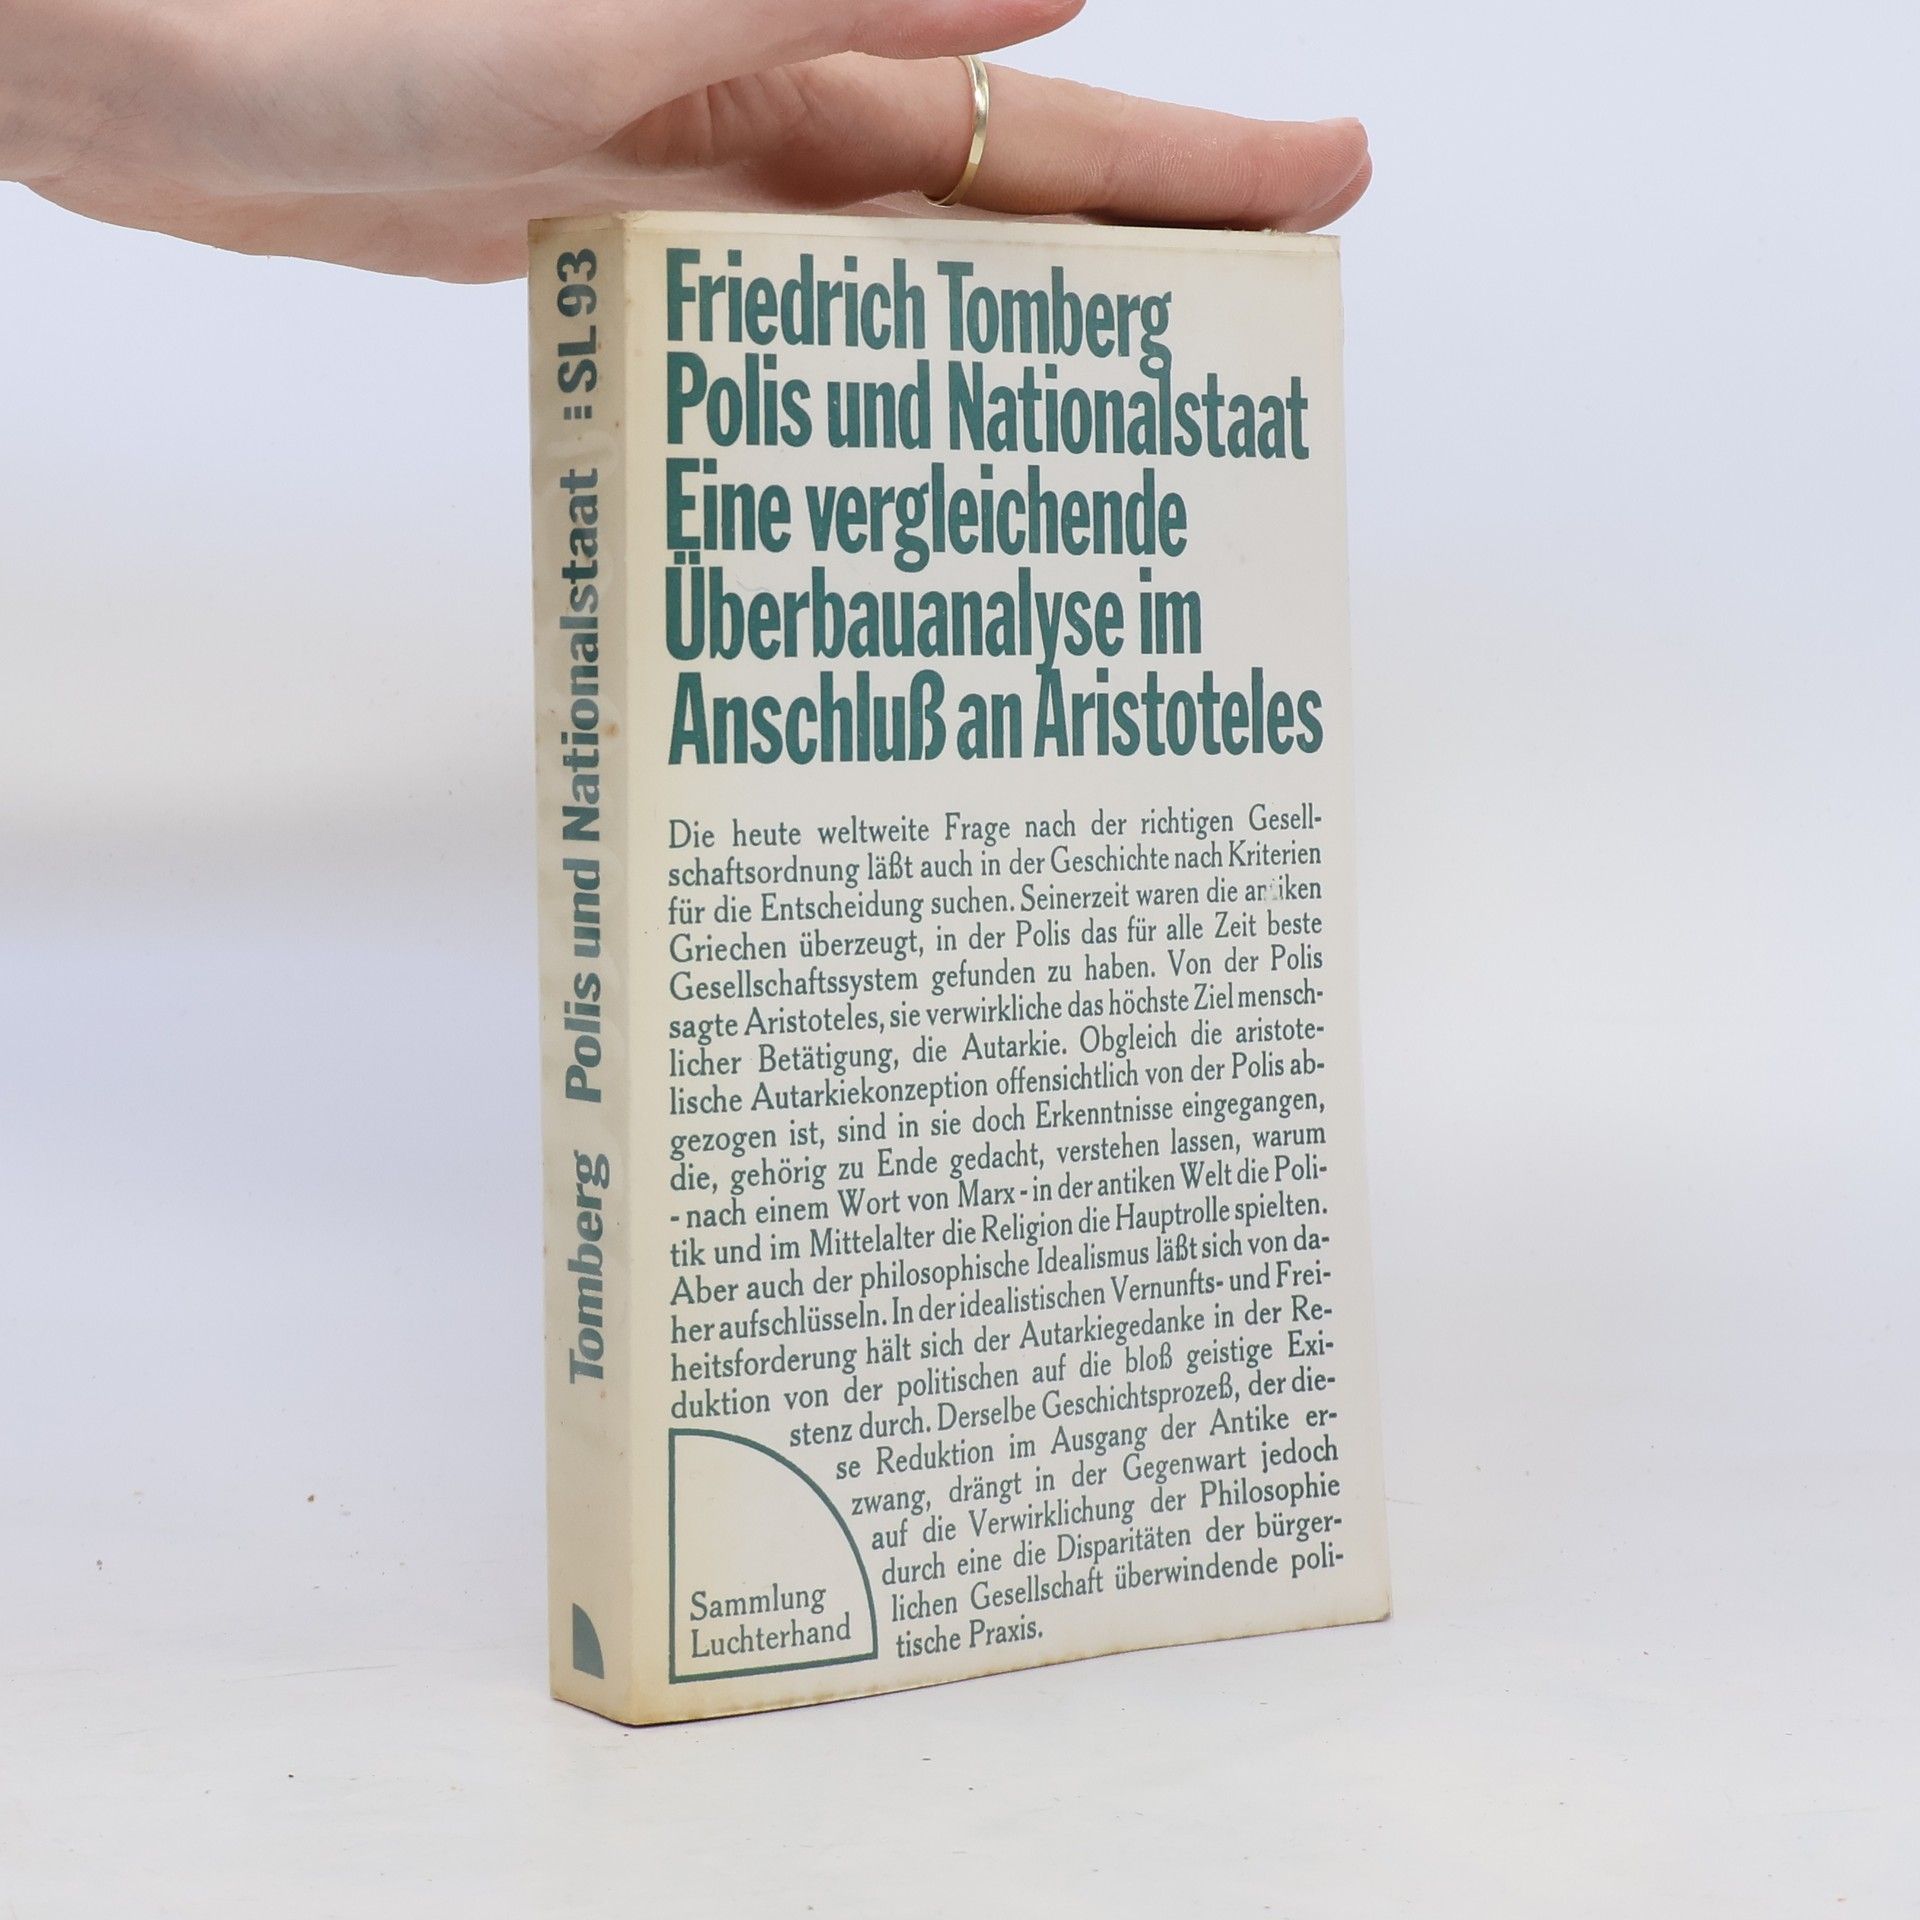 Tomberg Polis und Nationalstaat SL 93
Friedrich Tomberg
Polis und Nationalstaat
Eine vergleichende
Überbauanalyse im
Anschluß an Aristoteles
Die heute weltweite Frage nach der richtigen Gesell-
schaftsordnung läßt auch in der Geschichte nach Kriterien
für die Entscheidung suchen. Seinerzeit waren die antiken
Griechen überzeugt, in der Polis das für alle Zeit beste
Gesellschaftssystem gefunden zu haben. Von der Polis
sagte Aristoteles, sie verwirkliche das höchste Ziel mensch-
licher Betätigung, die Autarkie. Obgleich die aristote-
lische Autarkiekonzeption offensichtlich von der Polis ab-
gezogen ist, sind in sie doch Erkenntnisse eingegangen,
die, gehörig zu Ende gedacht, verstehen lassen, warum
- nach einem Wort von Marx - in der antiken Welt die Poli-
tik und im Mittelalter die Religion die Hauptrolle spielten.
Aber auch der philosophische Idealismus läßt sich von da-
her aufschlüsseln. In der idealistischen Vernunfts- und Frei-
heitsforderung hält sich der Autarkiegedanke in der Re-
duktion von der politischen auf die bloß geistige Exi-
stenz durch. Derselbe Geschichtsprozeß, der die-
se Reduktion im Ausgang der Antike er-
zwang, drängt in der Gegenwart jedoch
auf die Verwirklichung der Philosophie
durch eine die Disparitäten der bürger-
lichen Gesellschaft überwindende poli-
tische Praxis.
Sammlung
Luchterhand